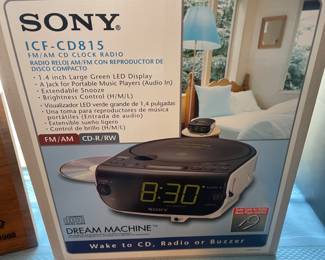 SONY
ICF-CD815
FM/AM CD CLOCK RADIO
RADIO RELOJ AM/FM CON REPRODUCTOR DE
DISCO COMPACTO
- 1.4 inch Large Green LED Display
- A Jack for Portable Music Players (Audio In)
- Extendable Snooze
- Brightness Control (H/M/L)
- Visualizador LED verde grande de 1,4 pulgadas
- Una toma para reproductores de música
portátiles (Entrada de audio)
- Extensible sueño ligero
- Control de brillo (H/M/L)
FM/AM CD-R/RW
8:30
SONY
DREAM MACHINE™
Wake to CD, Radio or Buzzer